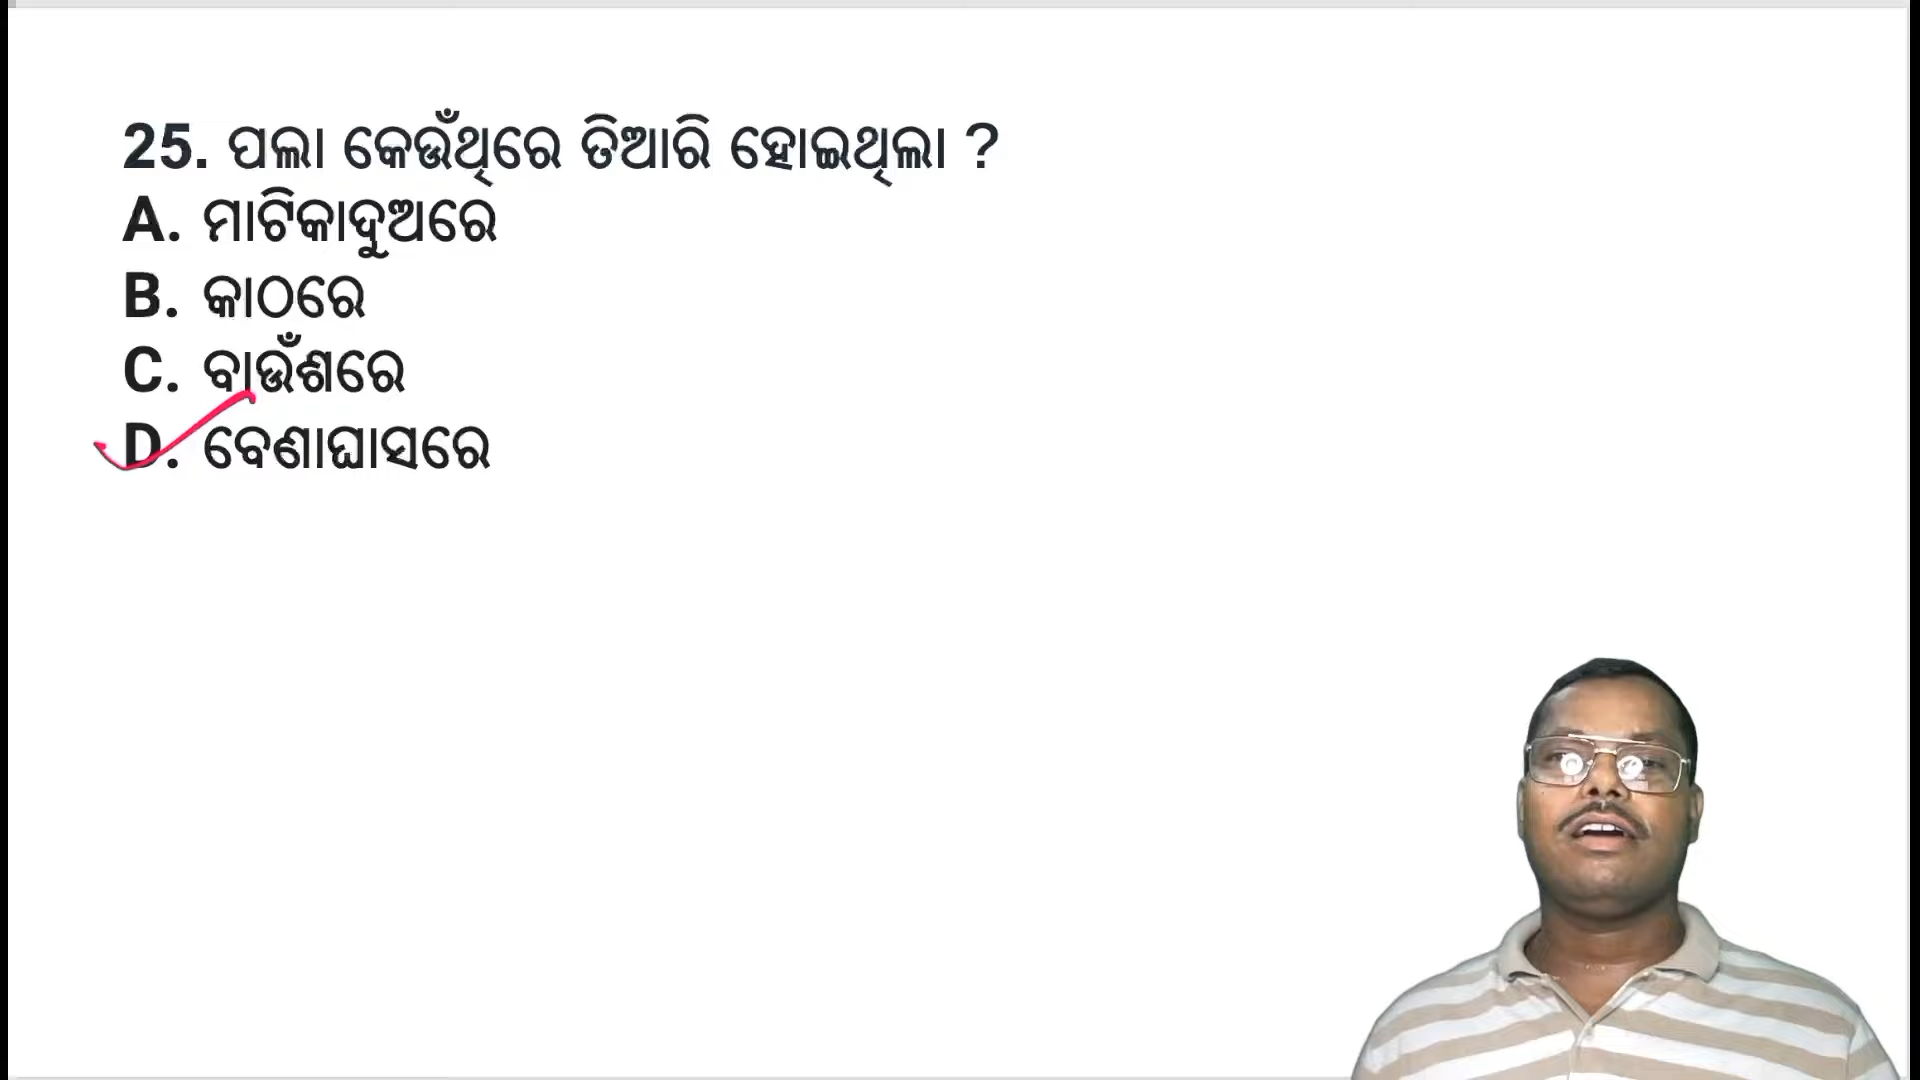 25. ପଲା କେଉଁଥିରେ ତିଆରି ହୋଇଥିଲା ?
A. ମାଟିକାଦୁଅରେ
B. କାଠରେ
C. ବାଉଁଶରେ
D. ବେଣାଘାସରେ